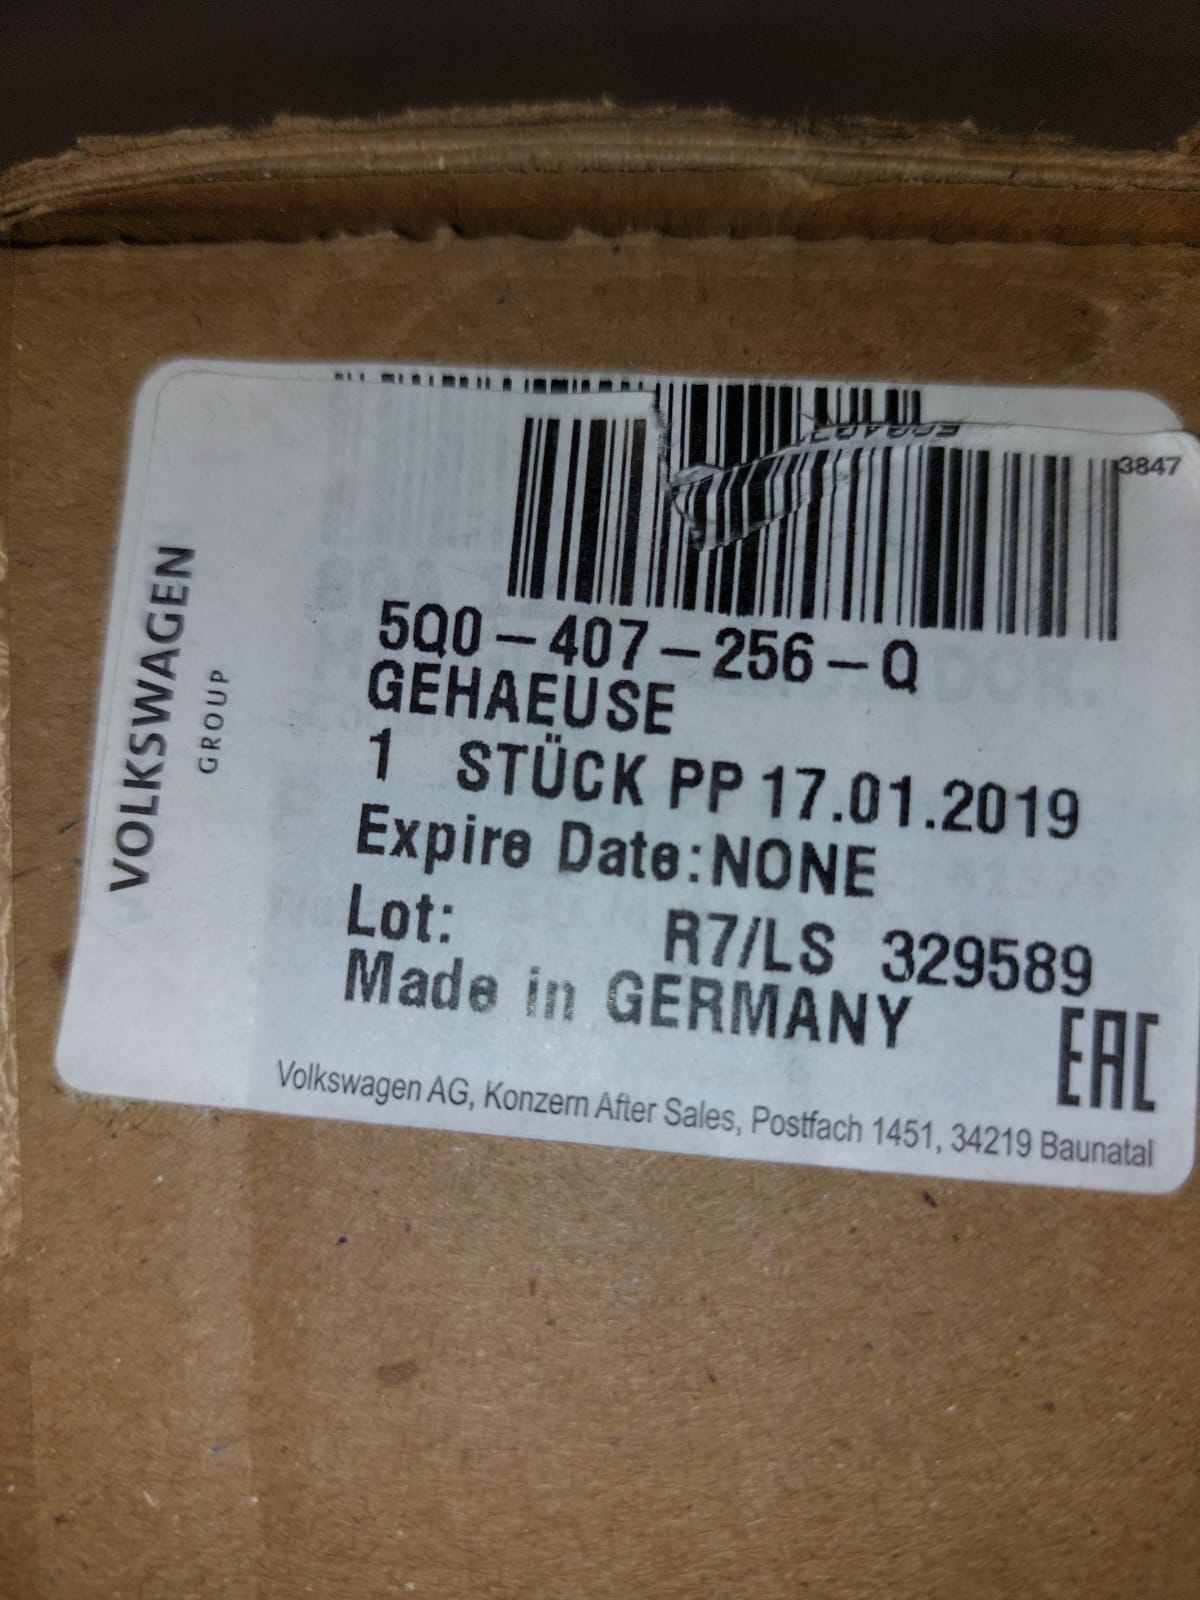 3847
VOLKSWAGEN
GROUP
5Q0-407-256-Q
GEHAEUSE
1 STÜCK PP 17.01.2019
Expire Date:NONE
Lot: R7/LS 329589
Made in GERMANY
EAC
Volkswagen AG, Konzern After Sales, Postfach 1451, 34219 Baunatal